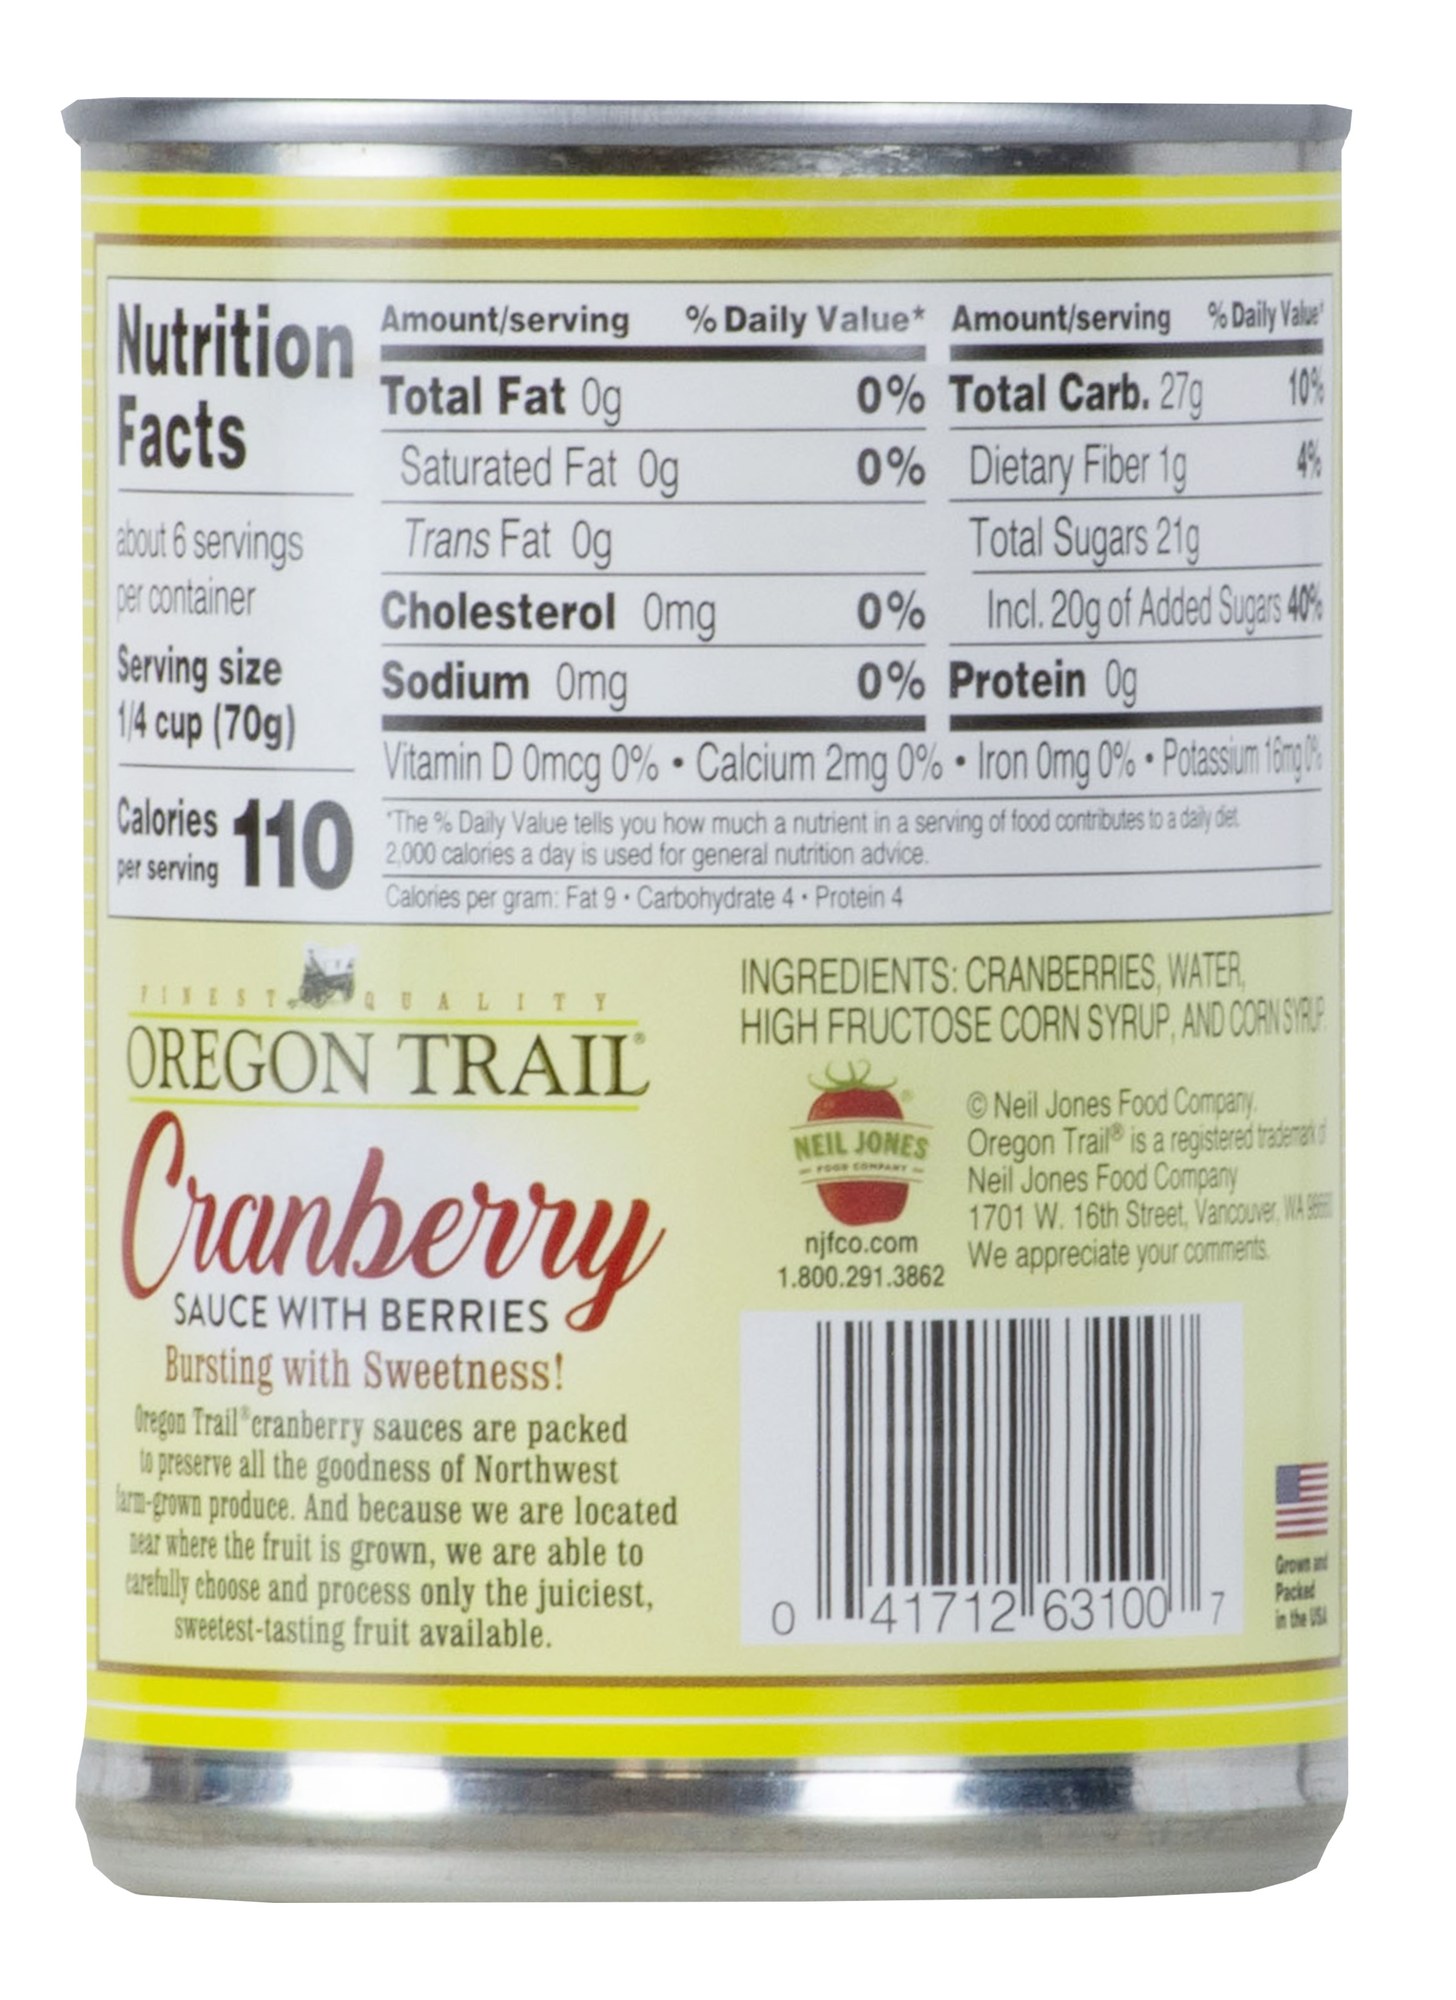 Nutrition
Facts
about 6 servings
per container
Serving size
1/4 cup (70g)
Calories
per serving
110
Amount/serving % Daily Value*
Total Fat 0g 0%
Saturated Fat 0g 0%
Trans Fat 0g
Cholesterol 0mg 0%
Sodium 0mg 0%
Amount/serving % Daily Value*
Total Carb. 27g 10%
Dietary Fiber 1g 4%
Total Sugars 21g
Incl. 20g of Added Sugars 40%
Protein 0g
Vitamin D 0mcg 0% • Calcium 2mg 0% • Iron 0mg 0% • Potassium 16mg 0%
*The % Daily Value tells you how much a nutrient in a serving of food contributes to a daily diet.
2,000 calories a day is used for general nutrition advice.
Calories per gram: Fat 9 • Carbohydrate 4 • Protein 4
FINEST QUALITY
OREGON TRAIL®
Cranberry
SAUCE WITH BERRIES
Bursting with Sweetness!
Oregon Trail® cranberry sauces are packed
to preserve all the goodness of Northwest
farm-grown produce. And because we are located
near where the fruit is grown, we are able to
carefully choose and process only the juiciest,
sweetest-tasting fruit available.
INGREDIENTS: CRANBERRIES, WATER,
HIGH FRUCTOSE CORN SYRUP, AND CORN SYRUP.
NEIL JONES
FOOD COMPANY
®
njfco.com
1.800.291.3862
© Neil Jones Food Company.
Oregon Trail® is a registered trademark of
Neil Jones Food Company
1701 W. 16th Street, Vancouver, WA
We appreciate your comments.
0 41712 63100 7
Grown and
Packed
in the USA